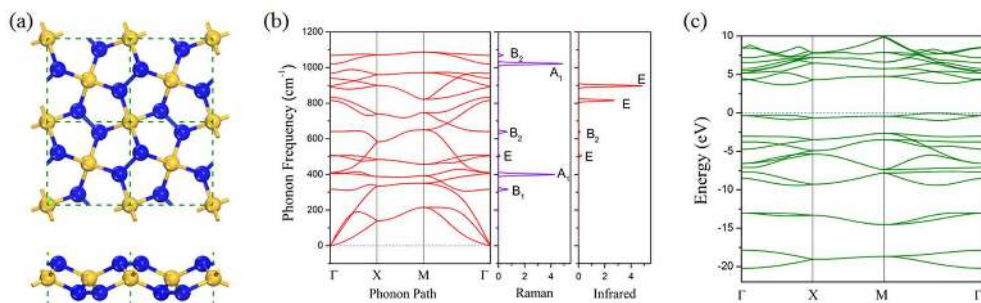 (a)
(b)
Phonon Frequency (cm⁻¹)
1200
1000
800
600
400
200
0
Γ
X
M
Γ
Phonon Path
B₂
A₁
B₂
E
A₁
B₁
0
2
4
Raman
E
E
B₂
E
0
2
4
Infrared
(c)
Energy (eV)
10
5
0
-5
-10
-15
-20
Γ
X
M
Γ